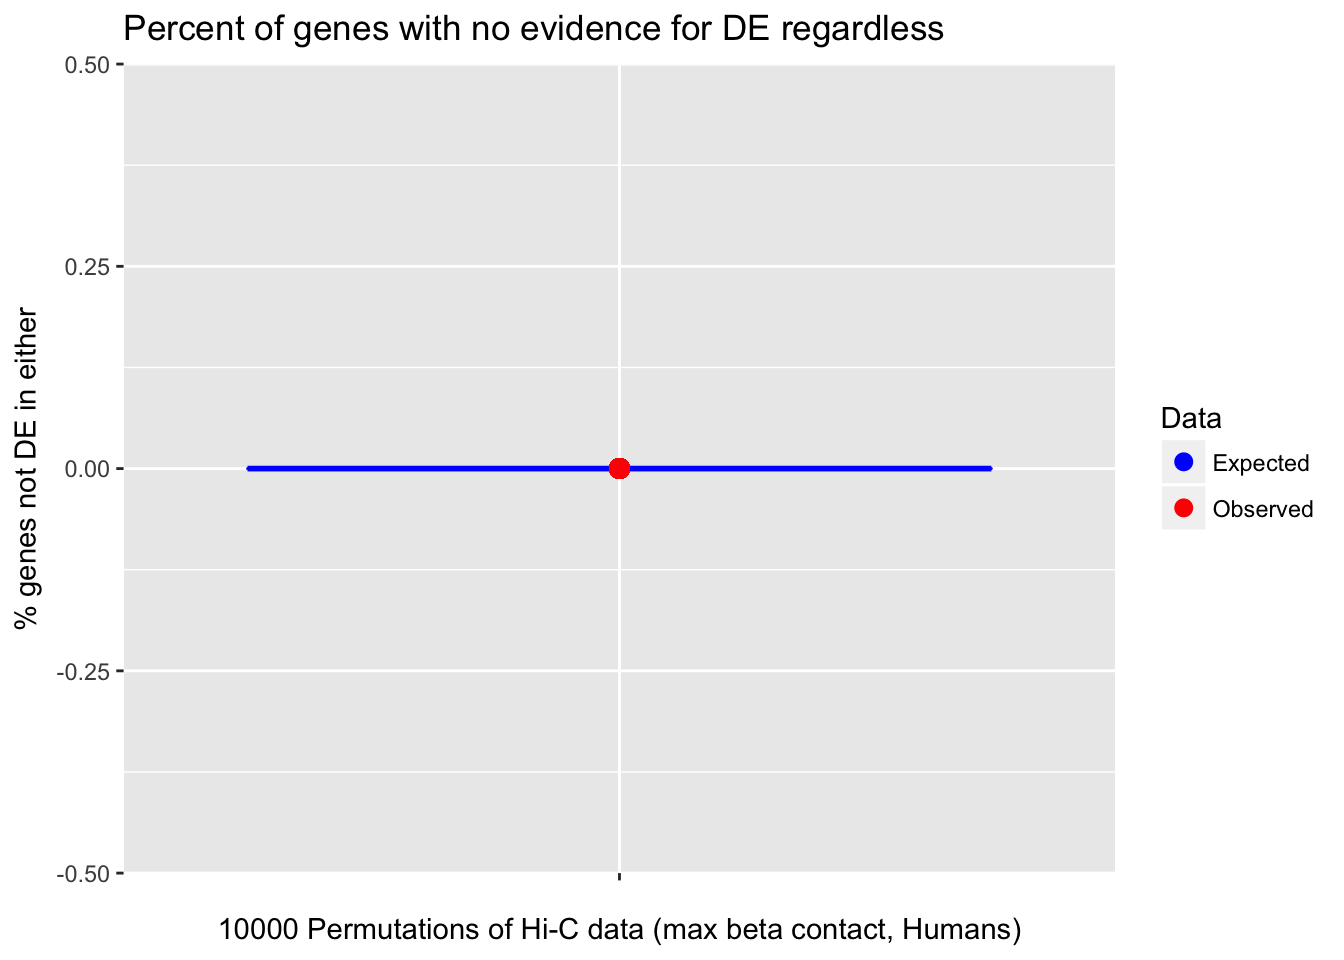 Percent of genes with no evidence for DE regardless
0.50
0.25
0.00
-0.25
-0.50
% genes not DE in either
10000 Permutations of Hi-C data (max beta contact, Humans)
Data
Expected
Observed